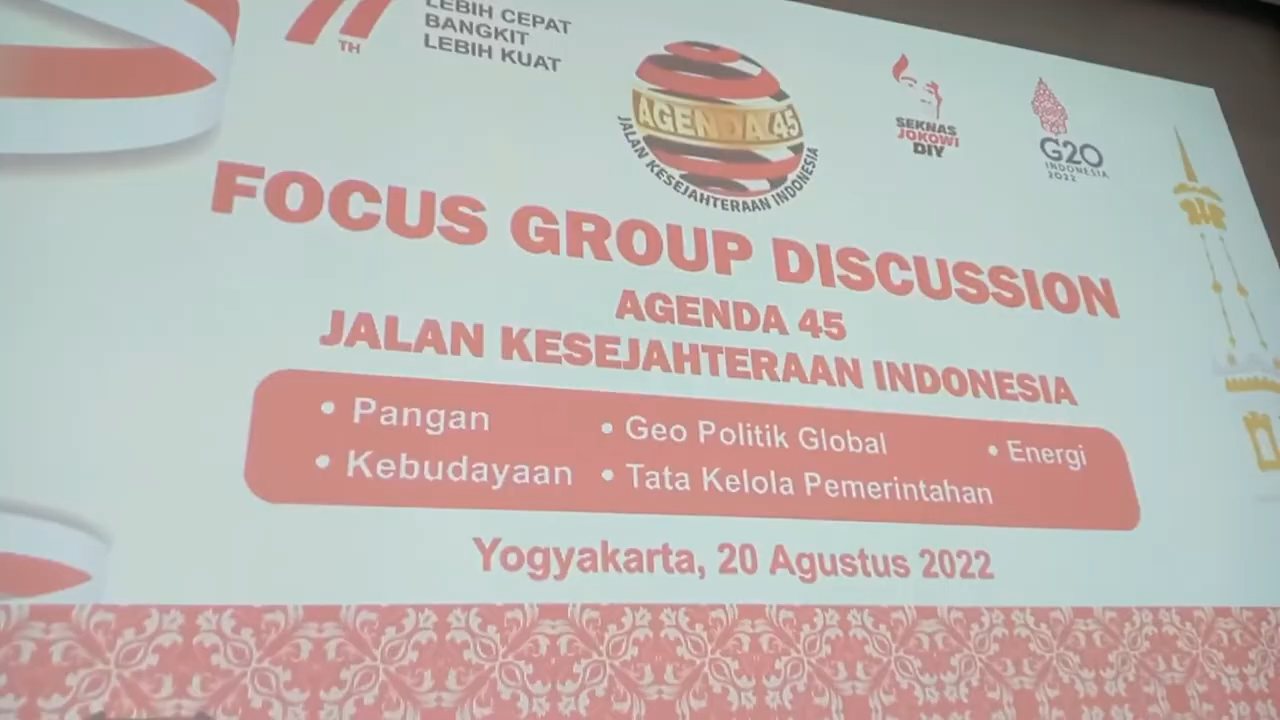 77
TH
LEBIH CEPAT
BANGKIT
LEBIH KUAT
AGENDA 45
JALAN KESEJAHTERAAN INDONESIA
SEKNAS
JOKOWI
DIY
G20
INDONESIA
2022
FOCUS GROUP DISCUSSION
AGENDA 45
JALAN KESEJAHTERAAN INDONESIA
• Pangan • Geo Politik Global • Energi
• Kebudayaan • Tata Kelola Pemerintahan
Yogyakarta, 20 Agustus 2022